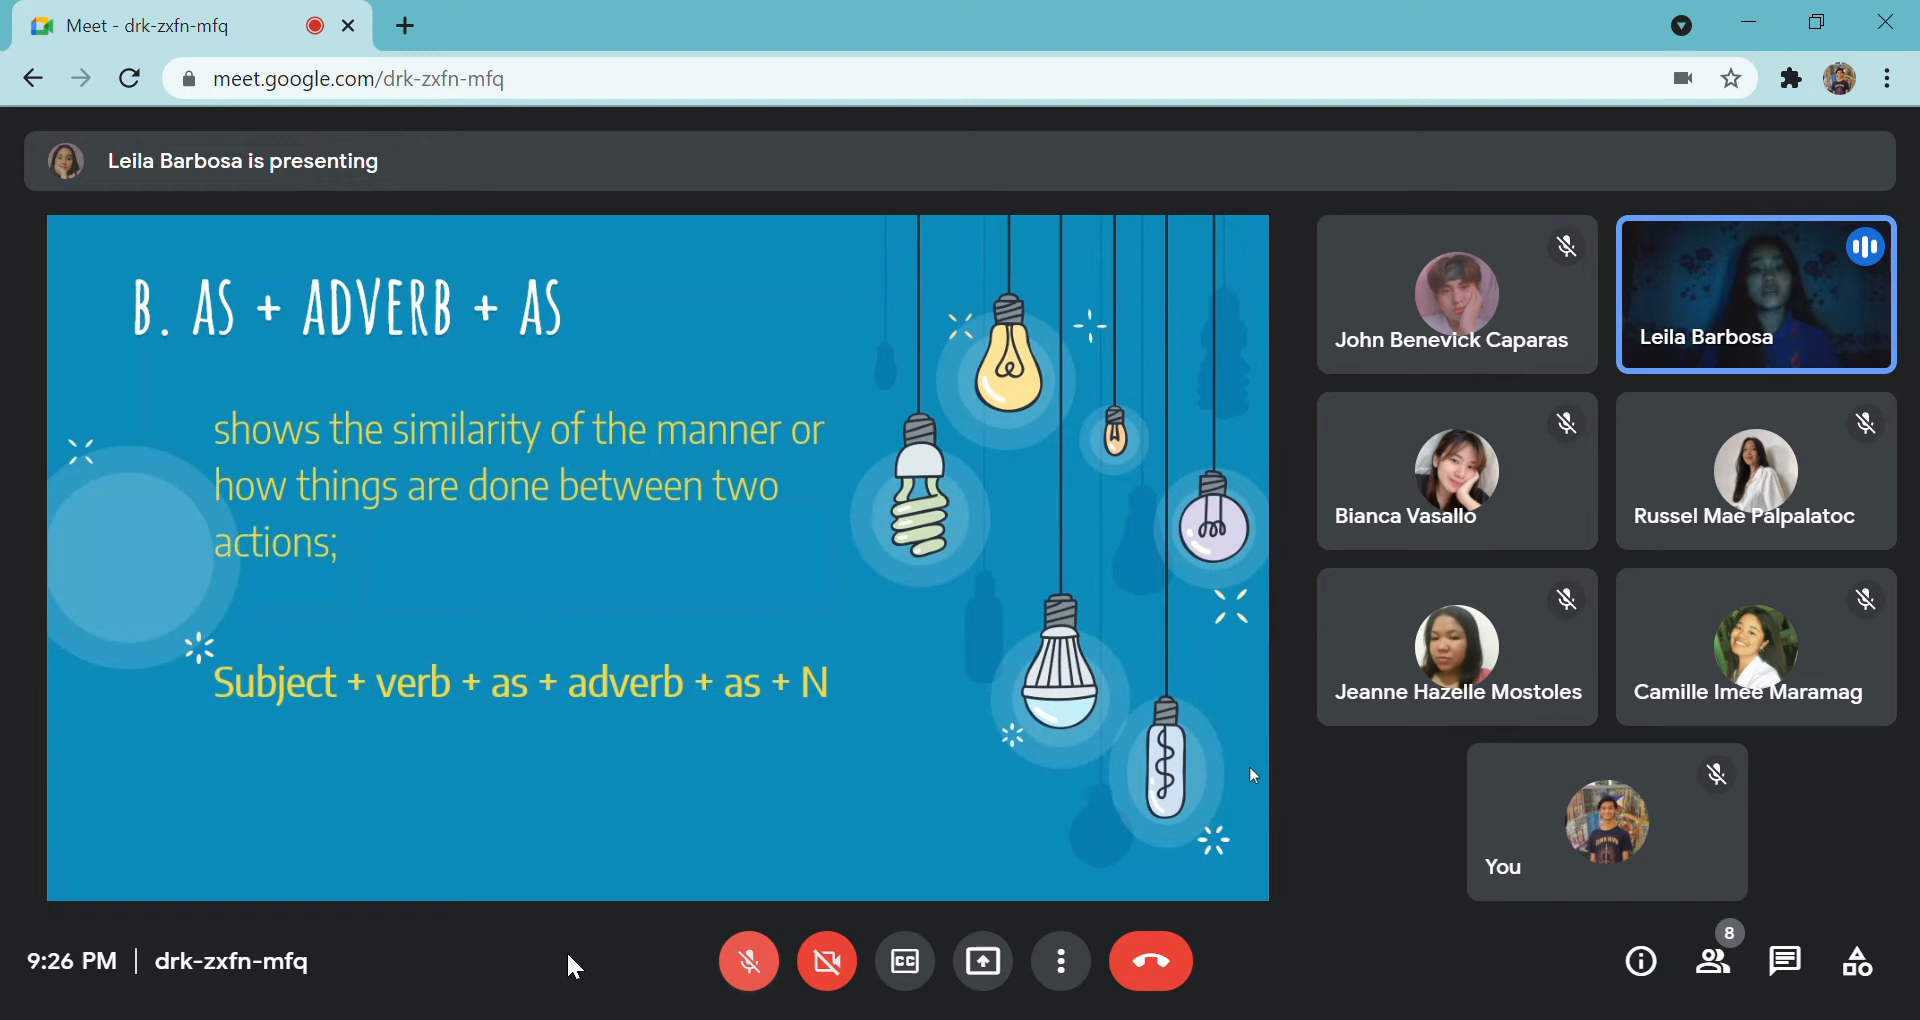 Meet - drk-zxfn-mfq
meet.google.com/drk-zxfn-mfq
Leila Barbosa is presenting
B. AS + ADVERB + AS
shows the similarity of the manner or
how things are done between two
actions;
Subject + verb + as + adverb + as + N
John Benevick Caparas
Leila Barbosa
Bianca Vasallo
Russel Mae Palpalatoc
Jeanne Hazelle Mostoles
Camille Imee Maramag
You
9:26 PM | drk-zxfn-mfq
CC
8